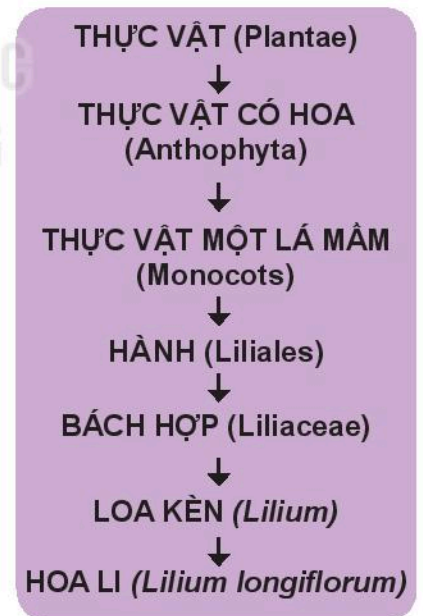 THỰC VẬT (Plantae)
THỰC VẬT CÓ HOA
(Anthophyta)
THỰC VẬT MỘT LÁ MẦM
(Monocots)
HÀNH (Liliales)
BÁCH HỢP (Liliaceae)
LOA KÈN (Lilium)
HOA LI (Lilium longiflorum)